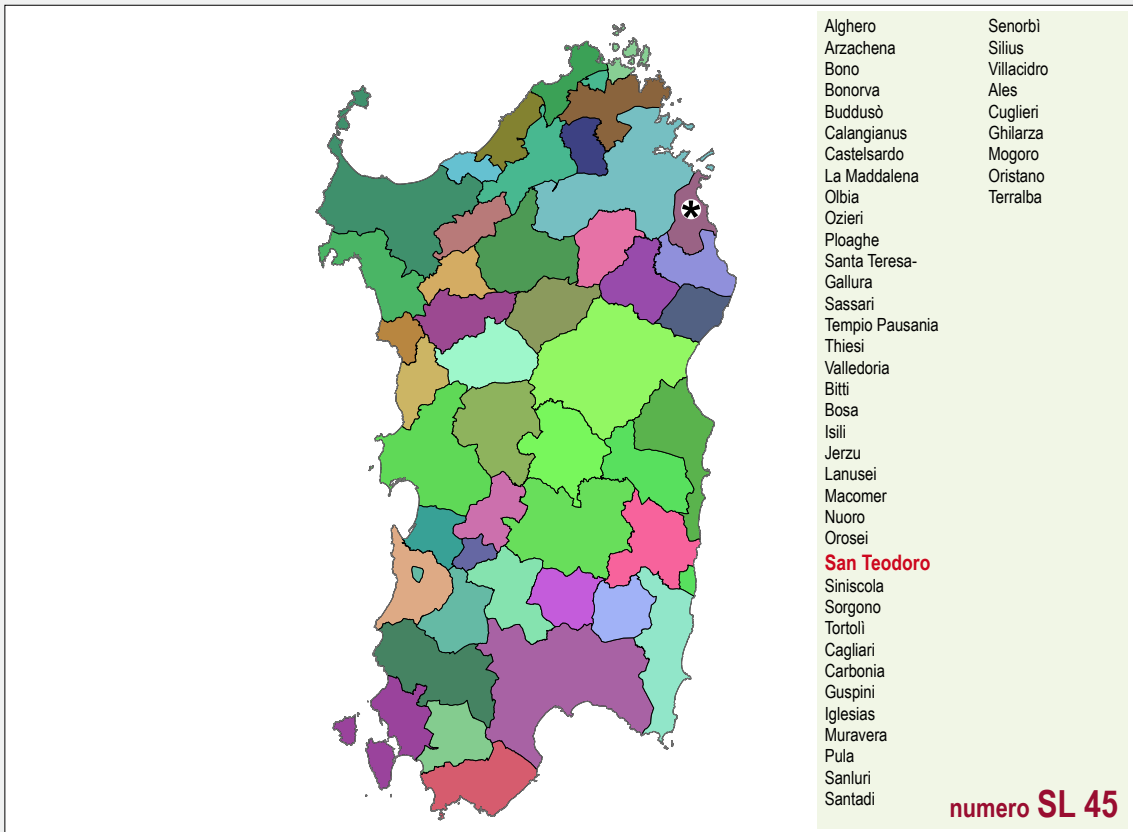 Alghero
Arzachena
Bono
Bonorva
Buddusò
Calangianus
Castelsardo
La Maddalena
Olbia
Ozieri
Ploaghe
Santa Teresa-
Gallura
Sassari
Tempio Pausania
Thiesi
Valledoria
Bitti
Bosa
Isili
Jerzu
Lanusei
Macomer
Nuoro
Orosei
San Teodoro
Siniscola
Sorgono
Tortolì
Cagliari
Carbonia
Guspini
Iglesias
Muravera
Pula
Sanluri
Santadi
Senorbì
Silius
Villacidro
Ales
Cuglieri
Ghilarza
Mogoro
Oristano
Terralba
numero SL 45
*